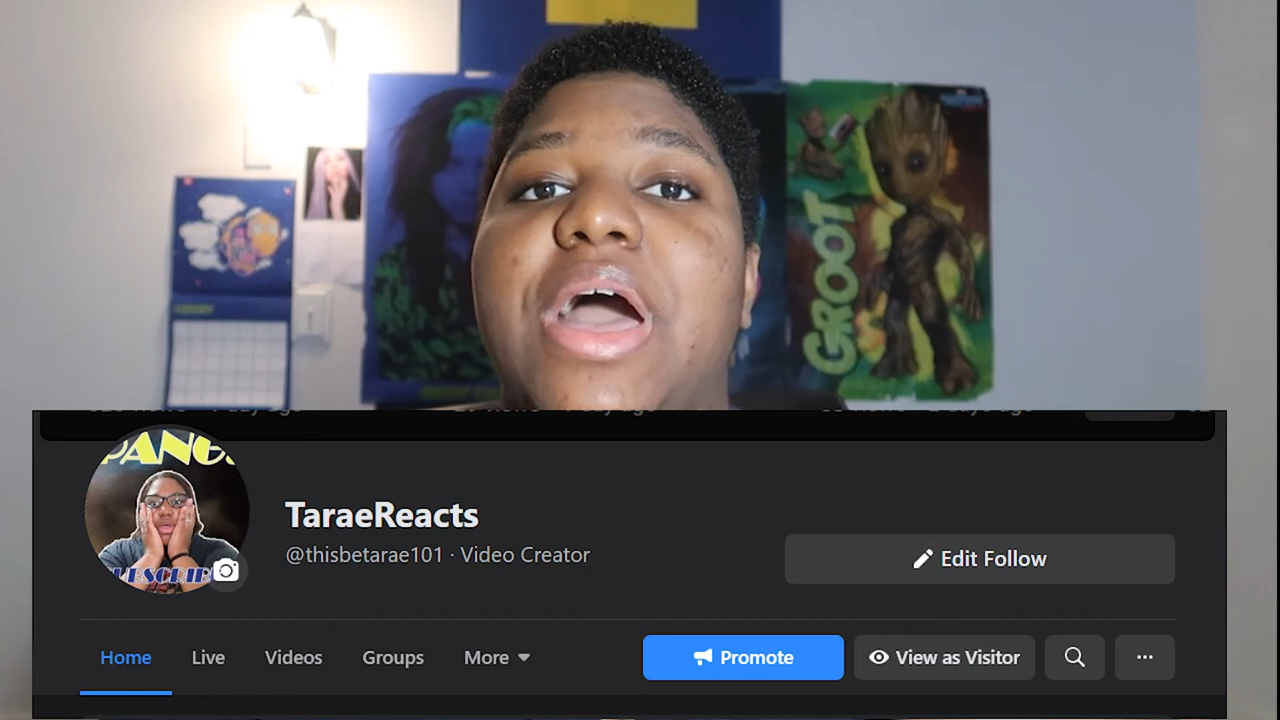 GROOT
TaraeReacts
@thisbetarae101 · Video Creator
Edit Follow
Home
Live
Videos
Groups
More
Promote
View as Visitor